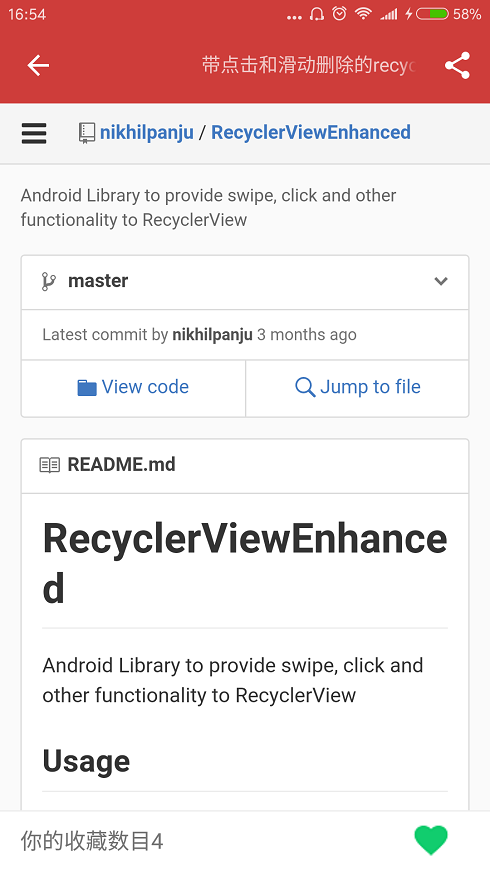 16:54
58%
带点击和滑动删除的recyc
nikhilpanju / RecyclerViewEnhanced
Android Library to provide swipe, click and other
functionality to RecyclerView
master
Latest commit by nikhilpanju 3 months ago
View code
Jump to file
README.md
RecyclerViewEnhance
d
Android Library to provide swipe, click and
other functionality to RecyclerView
Usage
你的收藏数目4